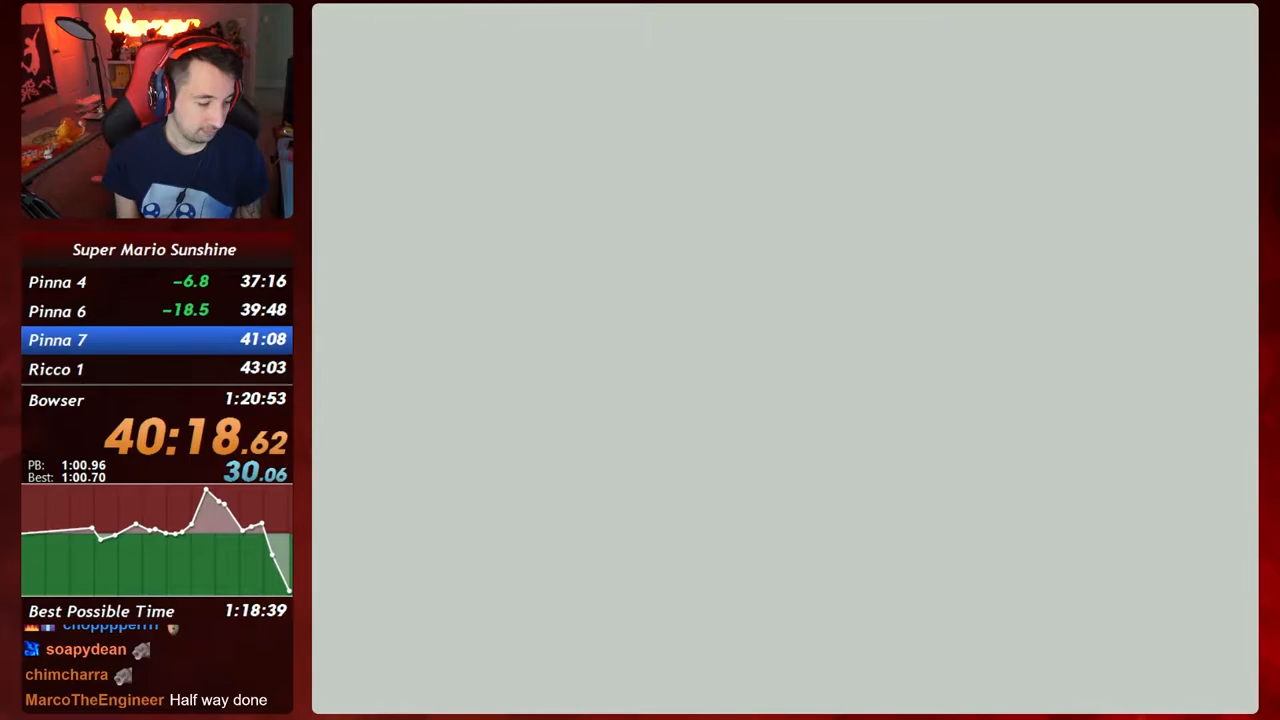 Super Mario Sunshine
Pinna 4 -6.8 37:16
Pinna 6 -18.5 39:48
Pinna 7 41:08
Ricco 1 43:03
Bowser 1:20:53
40:18.62
PB: 1:00.96
Best: 1:00.70
30.06
Best Possible Time 1:18:39
chopppperrrr
soapydean
chimcharra
MarcoTheEngineer Half way done